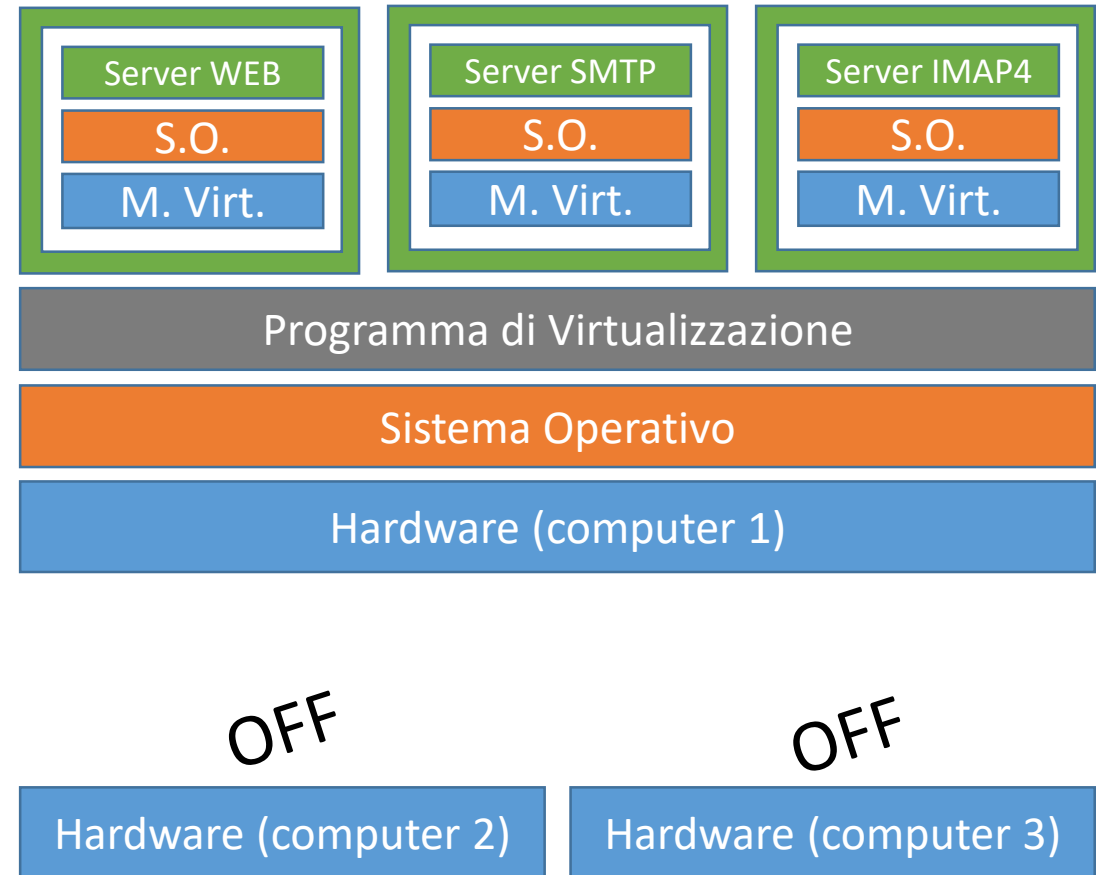 Server WEB
S.O.
M. Virt.
Server SMTP
S.O.
M. Virt.
Server IMAP4
S.O.
M. Virt.
Programma di Virtualizzazione
Sistema Operativo
Hardware (computer 1)
OFF
OFF
Hardware (computer 2)
Hardware (computer 3)